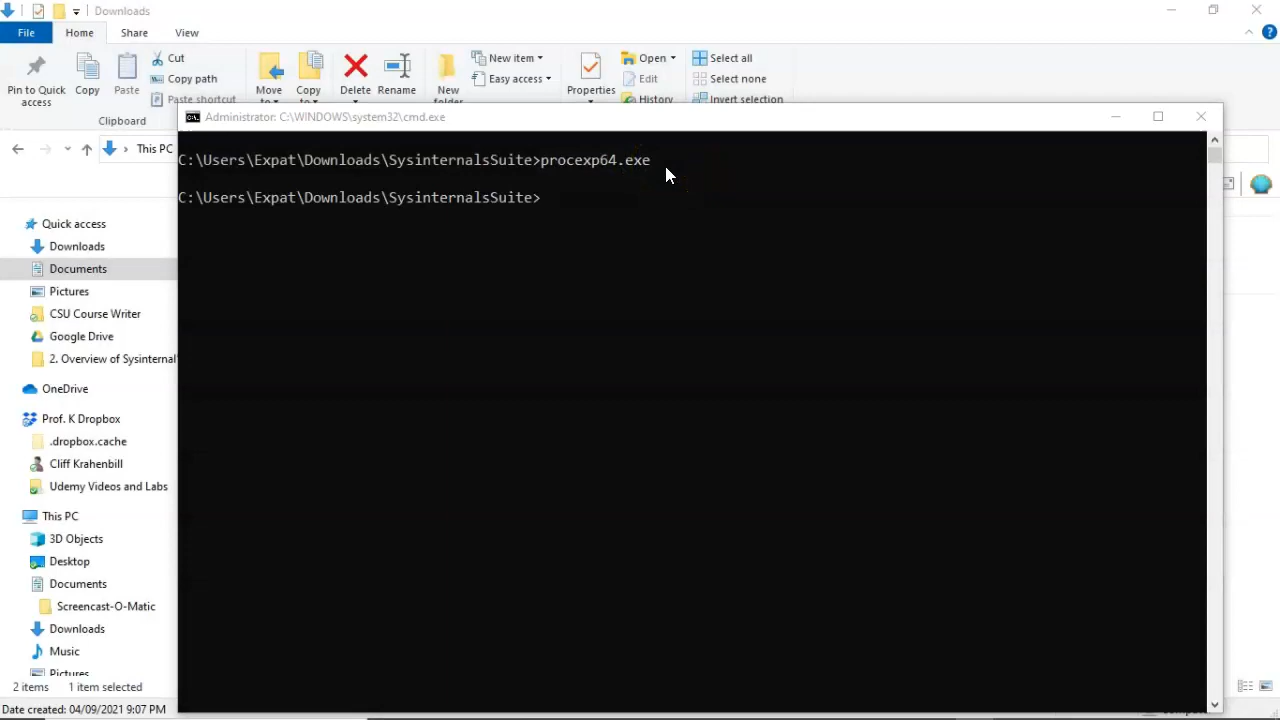 Downloads
File
Home
Share
View
Pin to Quick
access
Copy
Paste
Cut
Copy path
Paste shortcut
Clipboard
Move
to
Copy
to
Delete
Rename
New
folder
New item
Easy access
Properties
Open
Edit
History
Select all
Select none
Invert selection
This PC
Administrator: C:\WINDOWS\system32\cmd.exe
C:\Users\Expat\Downloads\SysinternalsSuite>procexp64.exe
C:\Users\Expat\Downloads\SysinternalsSuite>
Quick access
Downloads
Documents
Pictures
CSU Course Writer
Google Drive
2. Overview of Sysinternal
OneDrive
Prof. K Dropbox
.dropbox.cache
Cliff Krahenbill
Udemy Videos and Labs
This PC
3D Objects
Desktop
Documents
Screencast-O-Matic
Downloads
Music
Pictures
2 items 1 item selected
Date created: 04/09/2021 9:07 PM